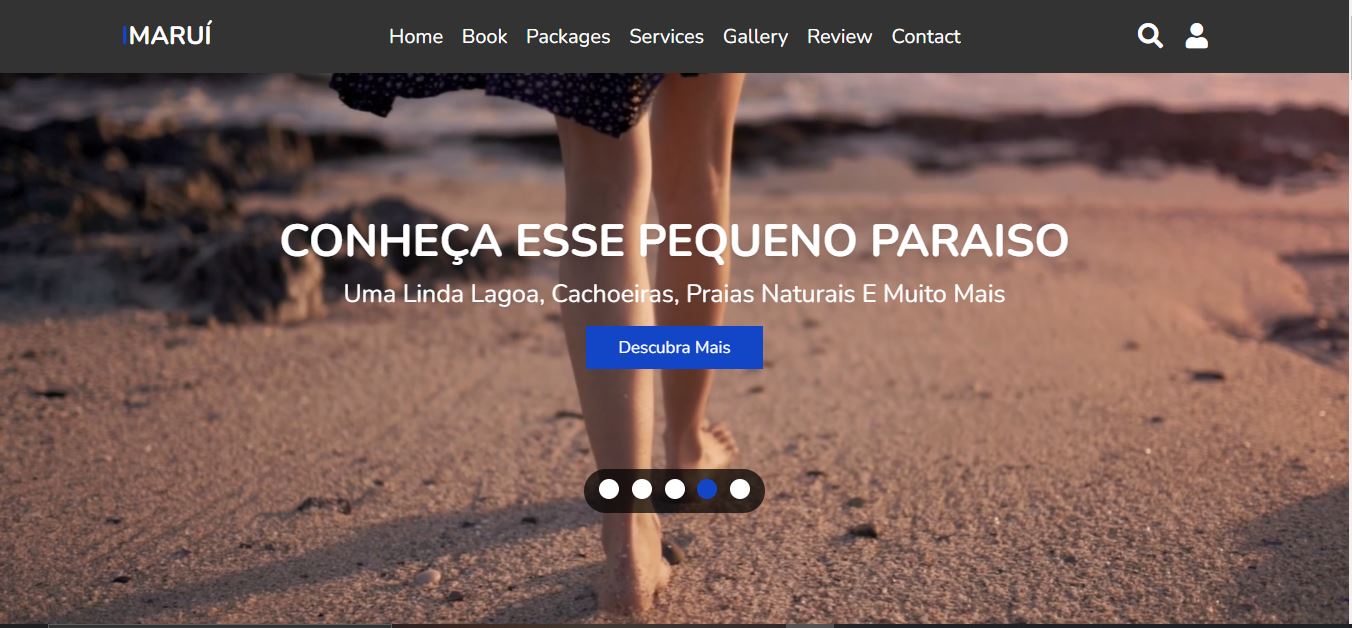 IMARUÍ
Home Book Packages Services Gallery Review Contact
CONHEÇA ESSE PEQUENO PARAISO
Uma Linda Lagoa, Cachoeiras, Praias Naturais E Muito Mais
Descubra Mais